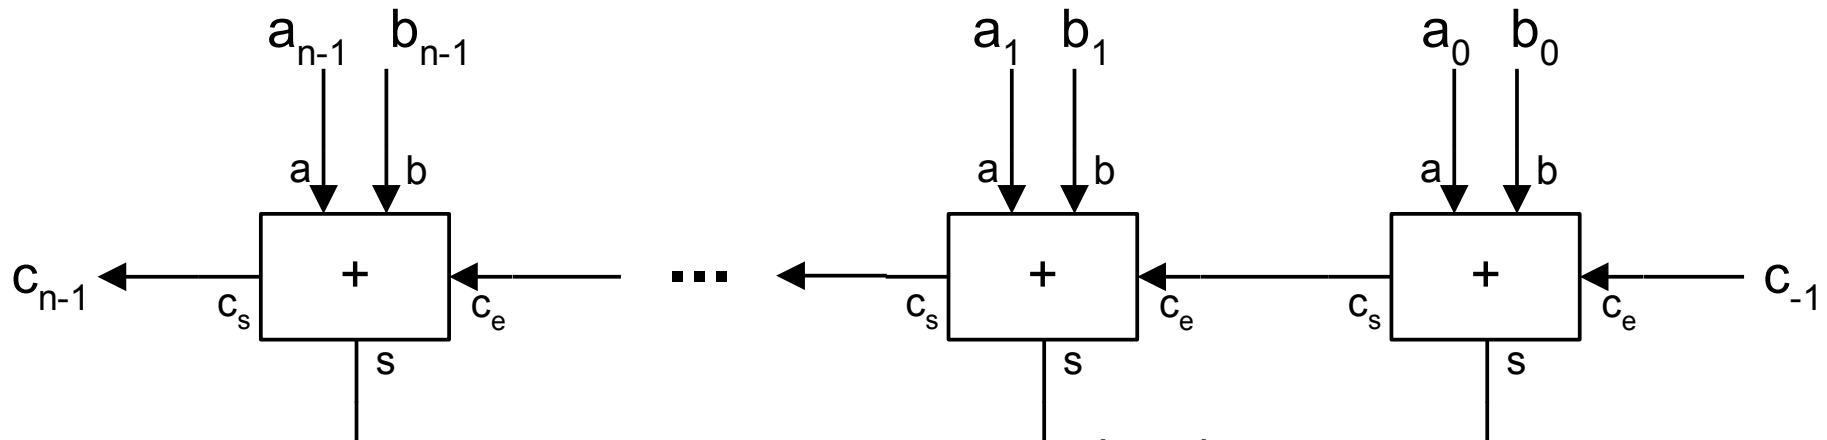 a_{n-1} b_{n-1} a_1 b_1 a_0 b_0
a b a b a b
c_{n-1} + ... + + c_{-1}
c_s c_e c_s c_e c_s c_e
s s s